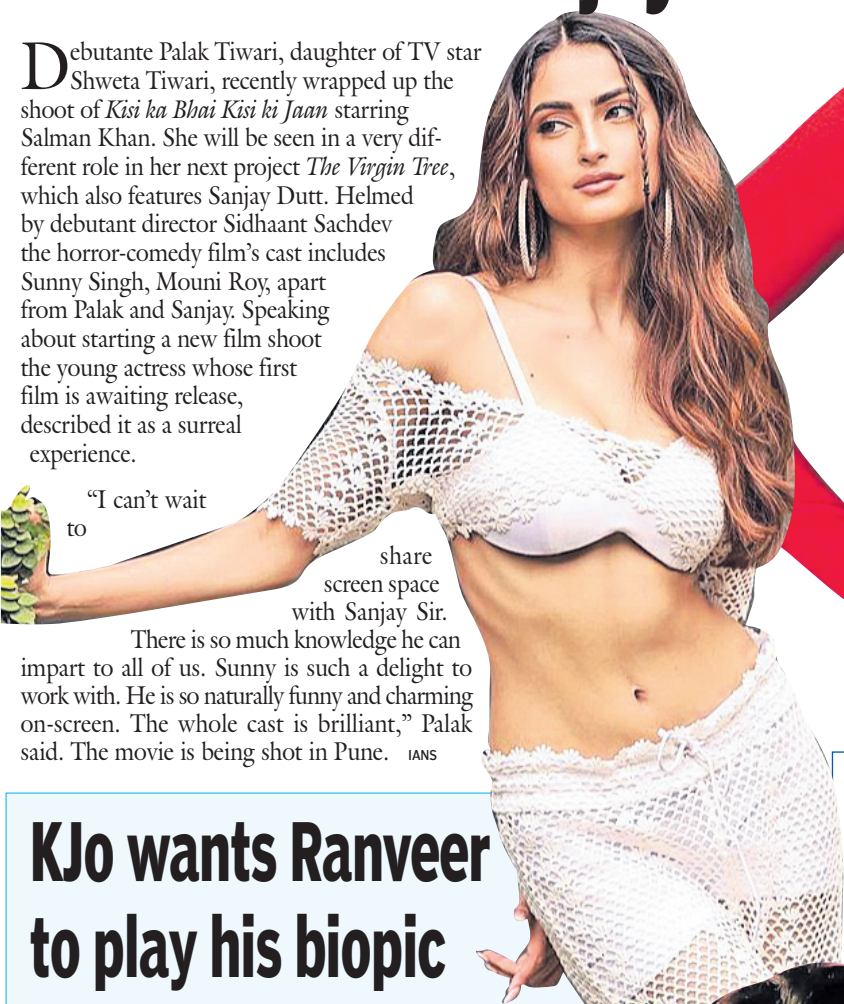 Debutante Palak Tiwari, daughter of TV star
Shweta Tiwari, recently wrapped up the
shoot of Kisi ka Bhai Kisi ki Jaan starring
Salman Khan. She will be seen in a very dif-
ferent role in her next project The Virgin Tree,
which also features Sanjay Dutt. Helmed
by debutant director Sidhaant Sachdev
the horror-comedy film’s cast includes
Sunny Singh, Mouni Roy, apart
from Palak and Sanjay. Speaking
about starting a new film shoot
the young actress whose first
film is awaiting release,
described it as a surreal
experience.
“I can’t wait
to
share
screen space
with Sanjay Sir.
There is so much knowledge he can
impart to all of us. Sunny is such a delight to
work with. He is so naturally funny and charming
on-screen. The whole cast is brilliant,” Palak
said. The movie is being shot in Pune. IANS
KJo wants Ranveer
to play his biopic